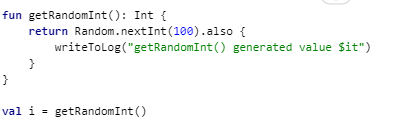 fun getRandomInt(): Int {
    return Random.nextInt(100).also {
        writeToLog("getRandomInt() generated value $it")
    }
}
val i = getRandomInt()